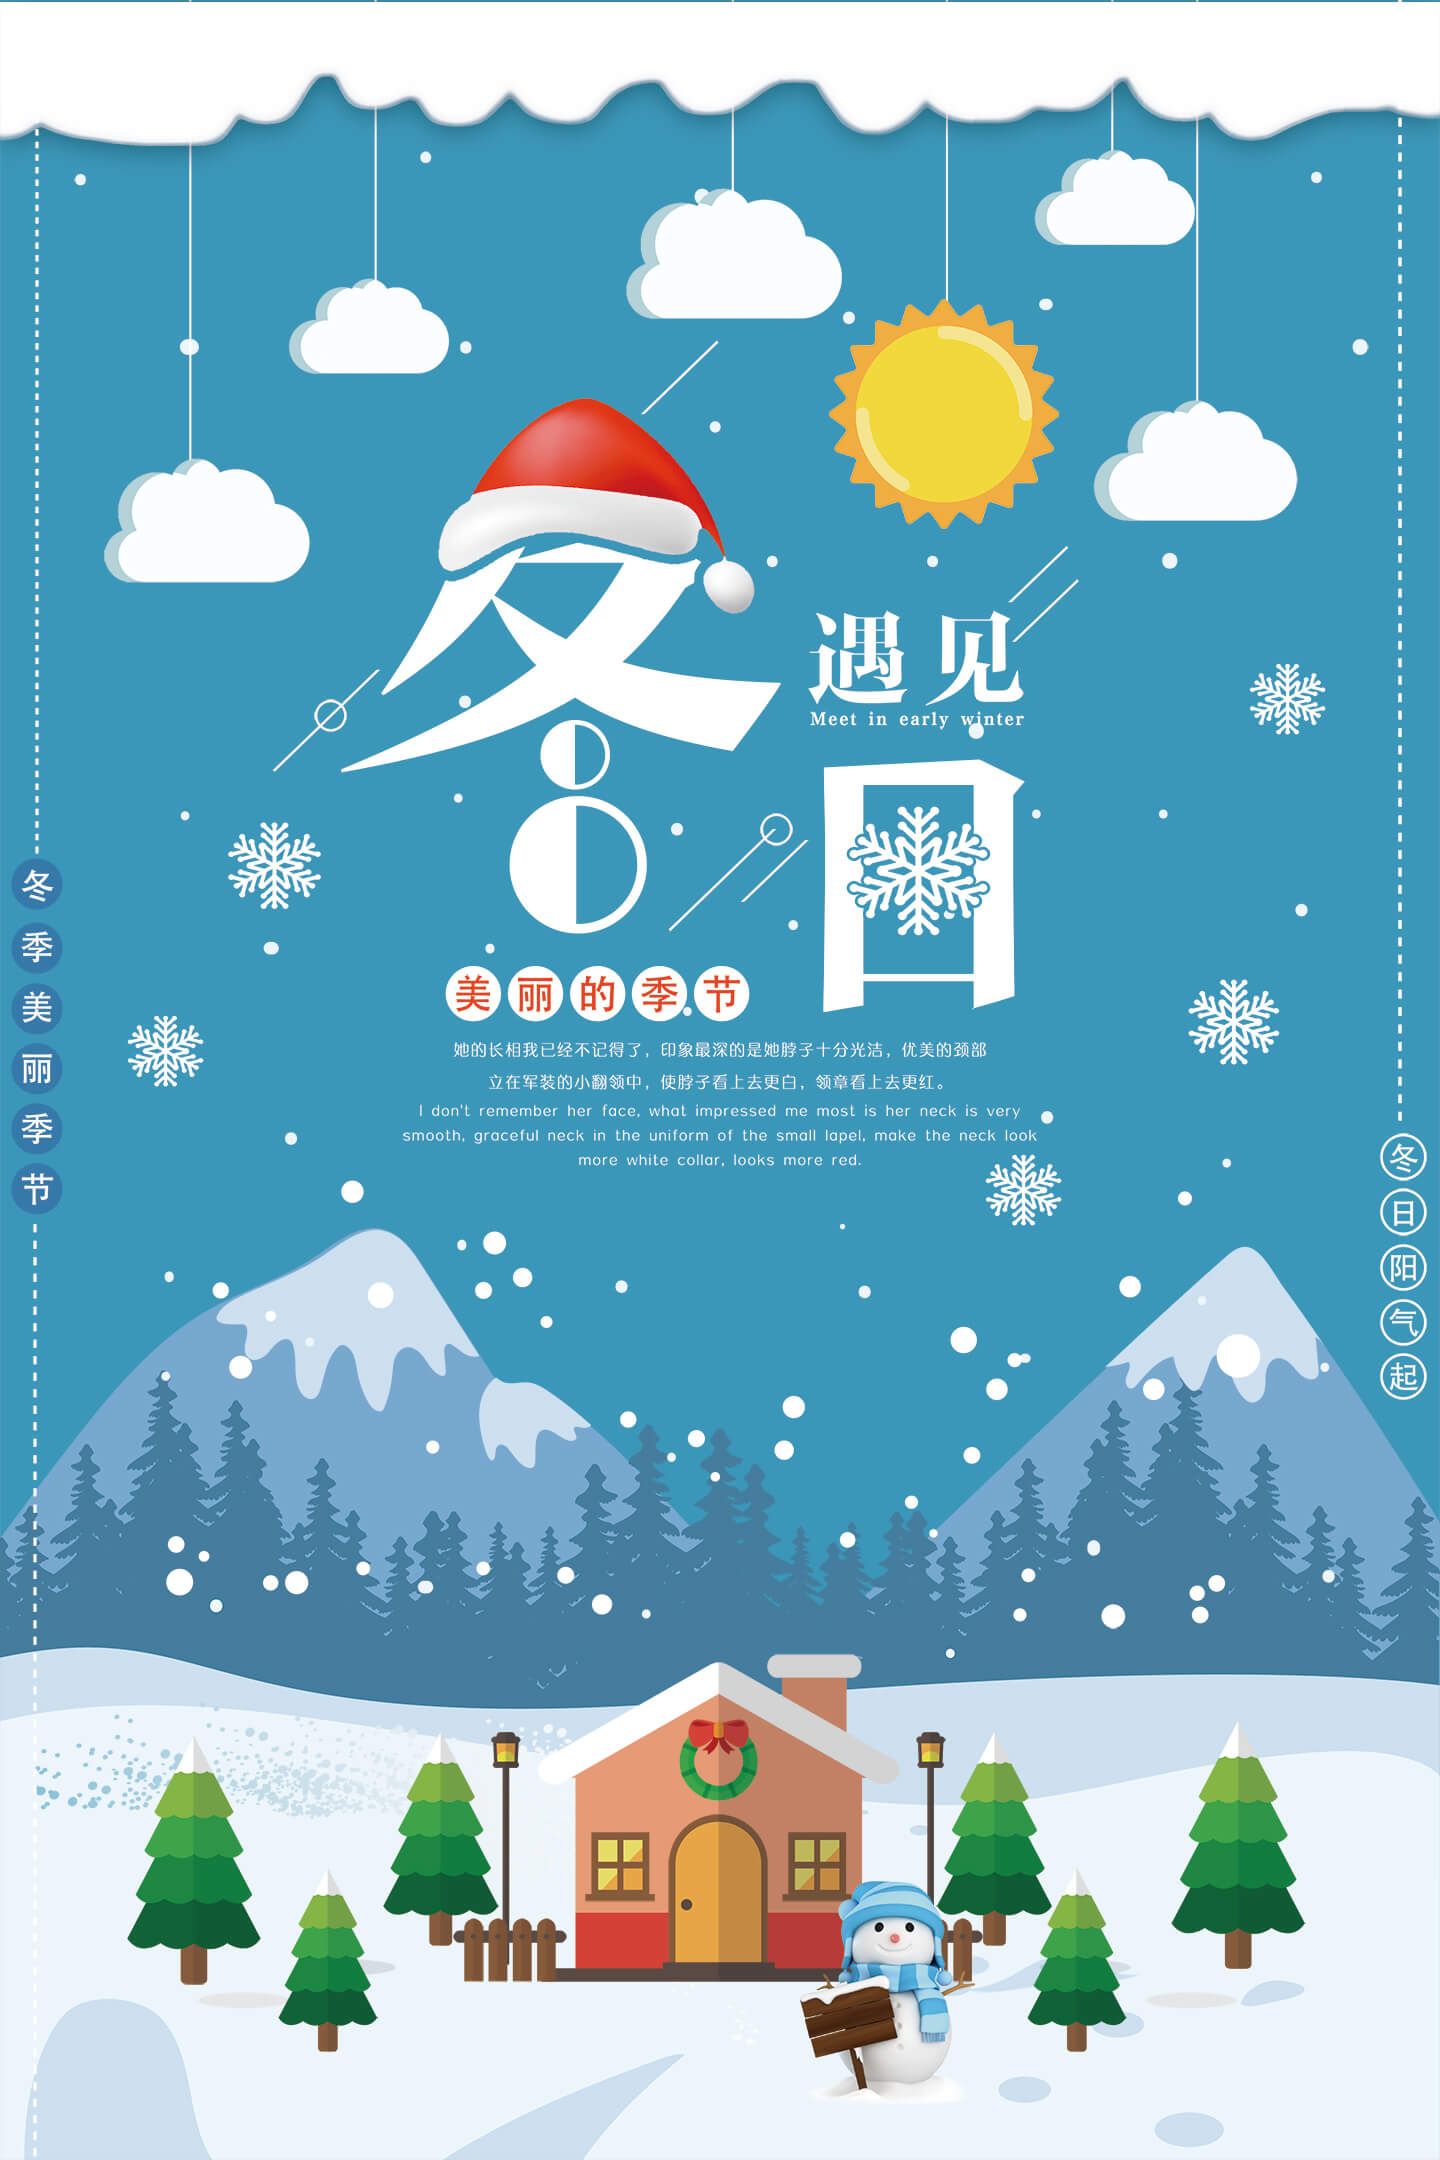 冬
遇见
Meet in early winter
日
美丽的季节
她的长相我已经不记得了，印象最深的是她脖子十分光洁，优美的颈部
立在军装的小翻领中，使脖子看上去更白，领章看上去更红。
I don't remember her face, what impressed me most is her neck is very
smooth, graceful neck in the uniform of the small lapel, make the neck look
more white collar, looks more red.
冬季美丽季节
冬日阳气起